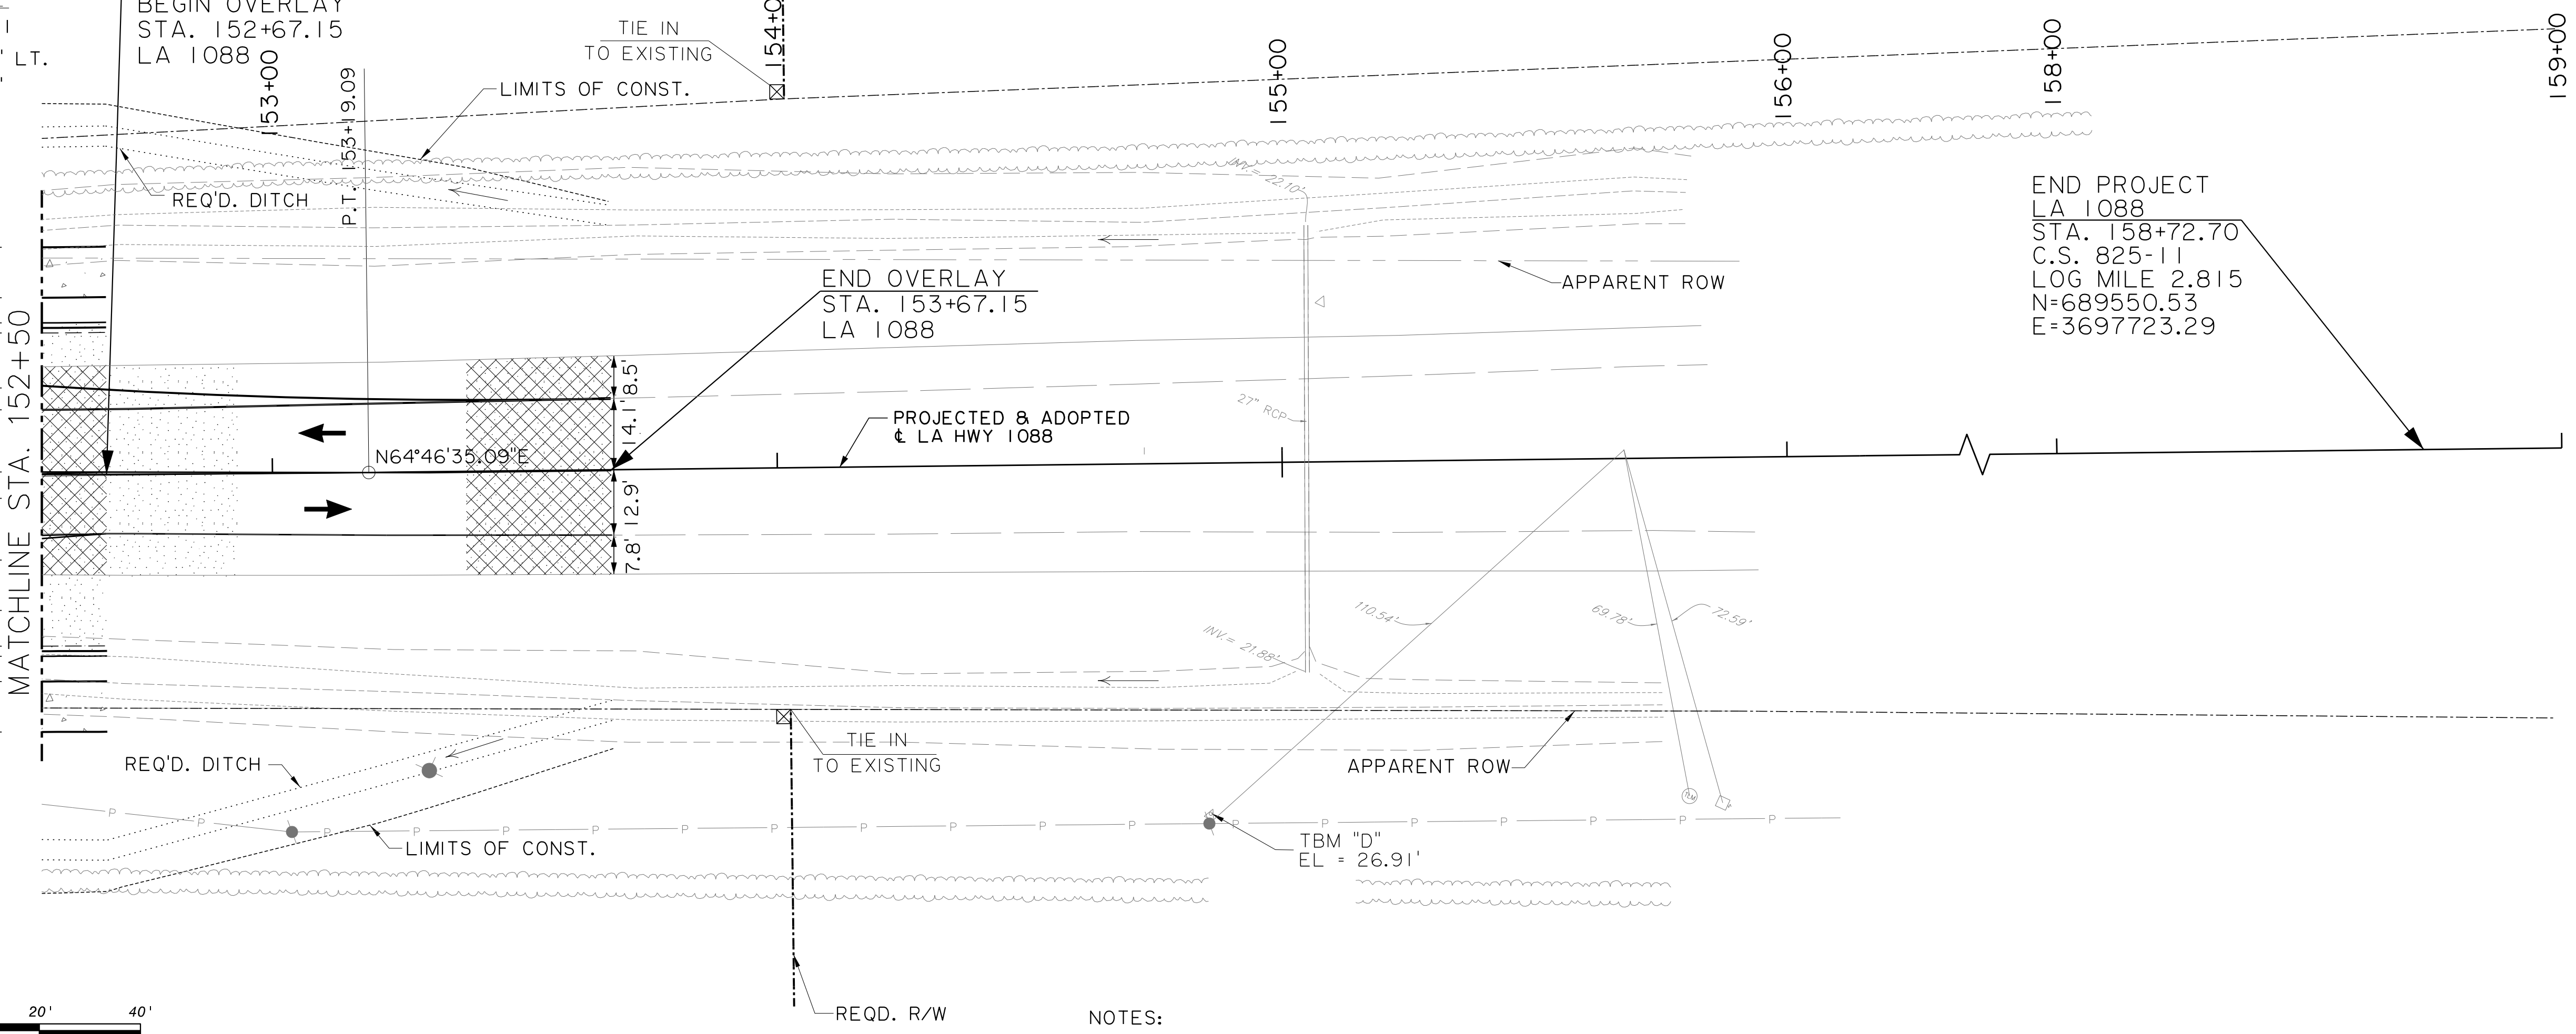 BEGIN OVERLAY
STA. 152+67.15
LA 1088
' LT.
153+00
P.T. 153+19.09
TIE IN
TO EXISTING
LIMITS OF CONST.
154+0
155+00
156+00
158+00
159+00
REQ'D. DITCH
INV.= 22.10'
END PROJECT
LA 1088
STA. 158+72.70
C.S. 825-11
LOG MILE 2.815
N=689550.53
E=3697723.29
APPARENT ROW
END OVERLAY
STA. 153+67.15
LA 1088
MATCHLINE STA. 152+50
8.5'
14.1'
12.9'
7.8'
27" RCP
PROJECTED & ADOPTED
℄ LA HWY 1088
N64°46'35.09"E
110.54'
69.78'
72.59'
INV.= 21.88'
REQ'D. DITCH
TIE IN
TO EXISTING
APPARENT ROW
TLM
P P P P P P P P P P P P P P P P P P P
LIMITS OF CONST.
TBM "D"
EL = 26.91'
REQD. R/W
NOTES:
20' 40'